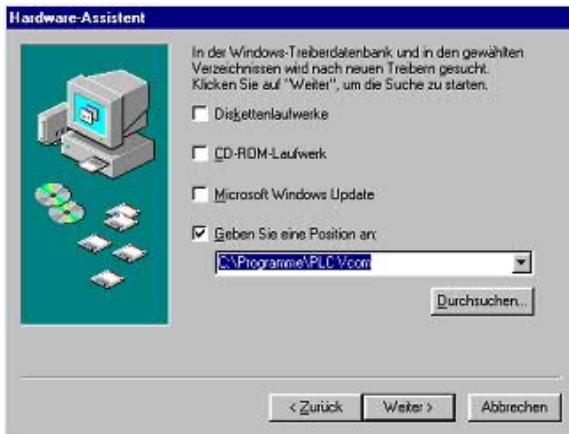 Hardware-Assistent
In der Windows-Treiberdatenbank und in den gewählten
Verzeichnissen wird nach neuen Treibern gesucht.
Klicken Sie auf "Weiter", um die Suche zu starten.
Diskettenlaufwerke
CD-ROM-Laufwerk
Microsoft Windows Update
Geben Sie eine Position an:
C:\Programme\PLC\Vcom
Durchsuchen...
< Zurück
Weiter >
Abbrechen